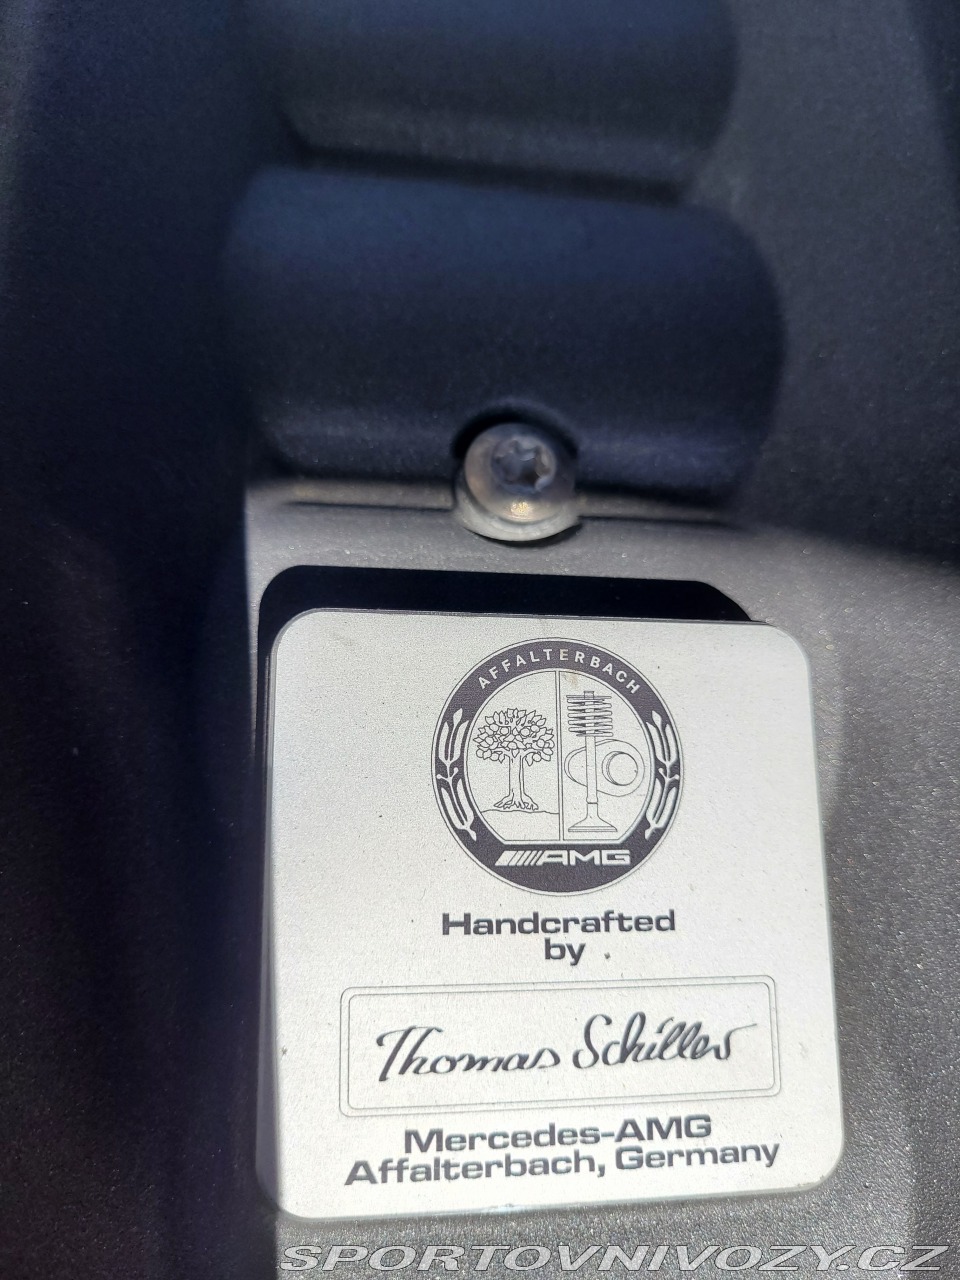 AFFALTERBACH
AMG
Handcrafted
by
Thomas Schiller
Mercedes-AMG
Affalterbach, Germany
SPORTOVNIVOZY.CZ